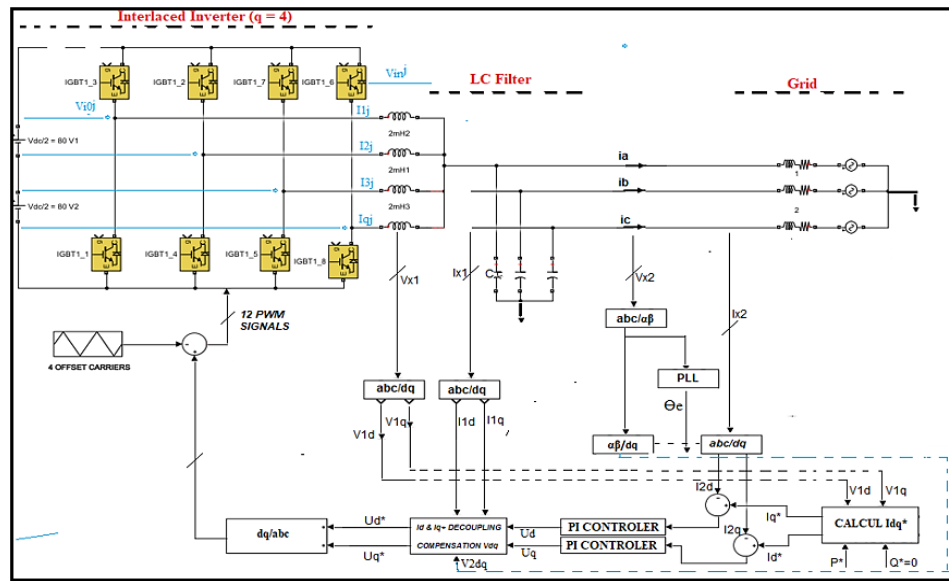 Interlaced Inverter (q = 4)
IGBT1_3
IGBT1_2
IGBT1_7
IGBT1_6
Vinj
LC Filter
Grid
Vi0j
I1j
2mH2
Vdc/2 = 80 V1
I2j
2mH1
ia
1
I3j
2mH3
ib
Vdc/2 = 80 V2
Iqj
ic
2
IGBT1_1
IGBT1_4
IGBT1_5
IGBT1_8
Vx1
Ix1
C
Vx2
Ix2
12 PWM
SIGNALS
abc/αβ
4 OFFSET CARRIERS
PLL
abc/dq
abc/dq
Θe
V1d
V1q
I1d
I1q
αβ/dq
abc/dq
I2d
V1d
V1q
Ud*
Id & Iq= DECOUPLING
Ud
PI CONTROLER
Iq*
CALCUL Idq*
dq/abc
I2q
Uq*
COMPENSATION Vdq
Uq
PI CONTROLER
Id*
V2dq
P*
Q*=0